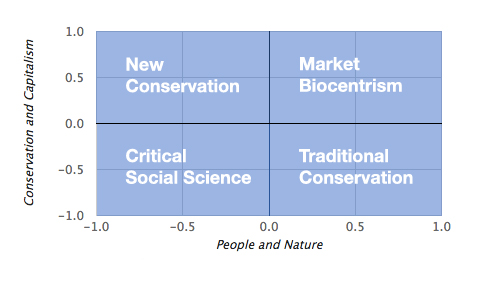 Conservation and Capitalism
1.0
0.5
0.0
−0.5
−1.0
New
Conservation
Market
Biocentrism
Critical
Social Science
Traditional
Conservation
−1.0 −0.5 0.0 0.5 1.0
People and Nature